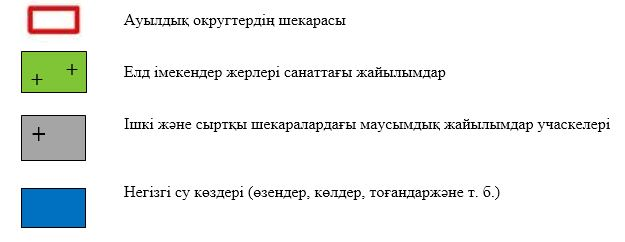 Ауылдық округтердің шекарасы
Елд імекендер жерлері санаттағы жайылымдар
Ішкі және сыртқы шекаралардағы маусымдық жайылымдар учаскелері
Негізгі су көздері (өзендер, көлдер, тоғандаржәне т. б.)